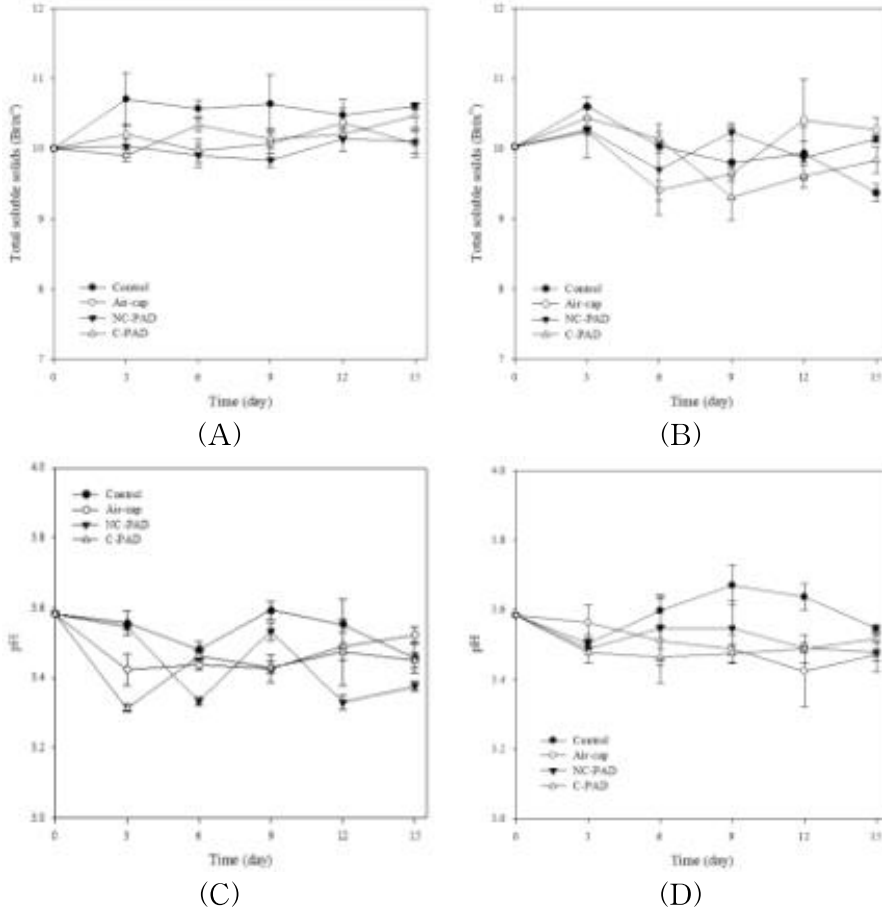 12
11
10
9
8
7
Total soluble solids (Brix°)
Control
Air-cap
NC-PAD
C-PAD
0 3 6 9 12 15
Time (day)
(A)
12
11
10
9
8
7
Total soluble solids (Brix°)
Control
Air-cap
NC-PAD
C-PAD
0 3 6 9 12 15
Time (day)
(B)
4.0
3.8
3.6
3.4
3.2
3.0
pH
Control
Air-cap
NC-PAD
C-PAD
0 3 6 9 12 15
Time (day)
(C)
4.0
3.8
3.6
3.4
3.2
3.0
pH
Control
Air-cap
NC-PAD
C-PAD
0 3 6 9 12 15
Time (day)
(D)